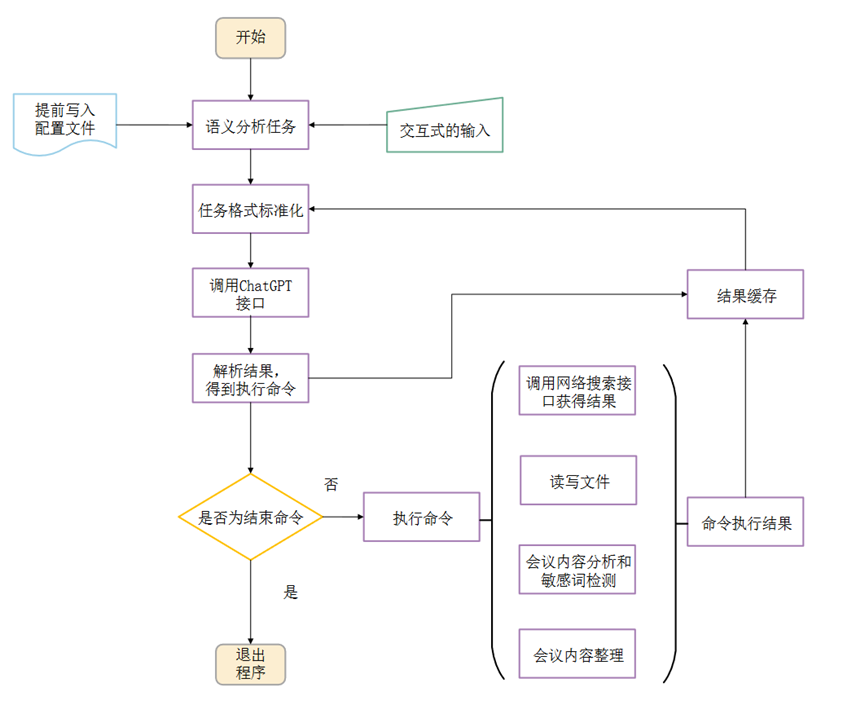 开始
提前写入
配置文件
语义分析任务
交互式的输入
任务格式标准化
调用ChatGPT
接口
结果缓存
解析结果，
得到执行命令
调用网络搜索接
口获得结果
读写文件
否
是否为结束命令
执行命令
命令执行结果
会议内容分析和
敏感词检测
是
会议内容整理
退出
程序